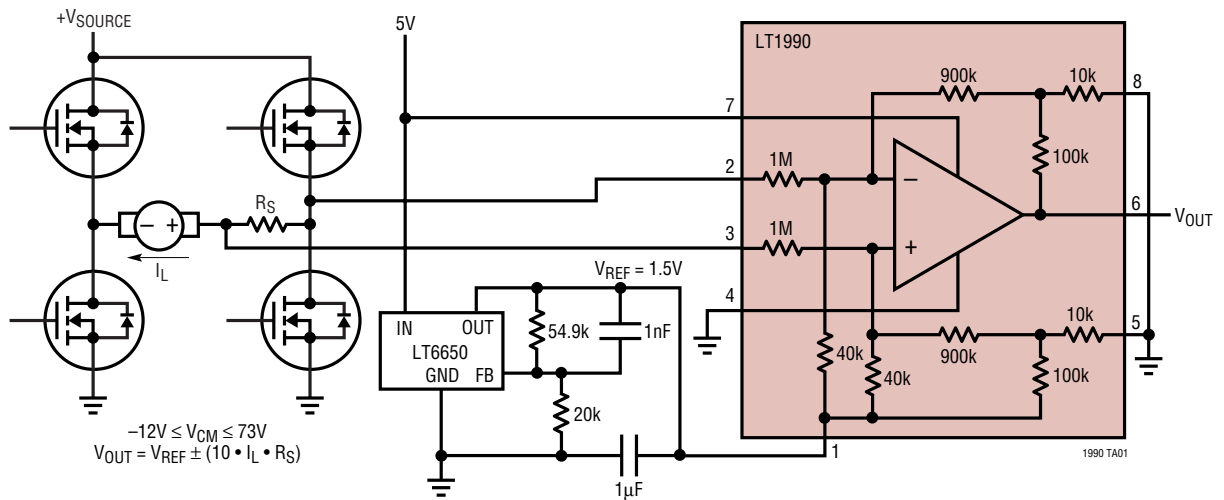 +VSOURCE
5V
LT1990
900k
10k
8
7
100k
1M
2
RS
–
– +
6
VOUT
1M
3
+
IL
VREF = 1.5V
4
IN
OUT
54.9k
1nF
10k
5
LT6650
40k
900k
GND
FB
40k
100k
20k
–12V ≤ VCM ≤ 73V
VOUT = VREF ± (10 • IL • RS)
1
1990 TA01
1µF